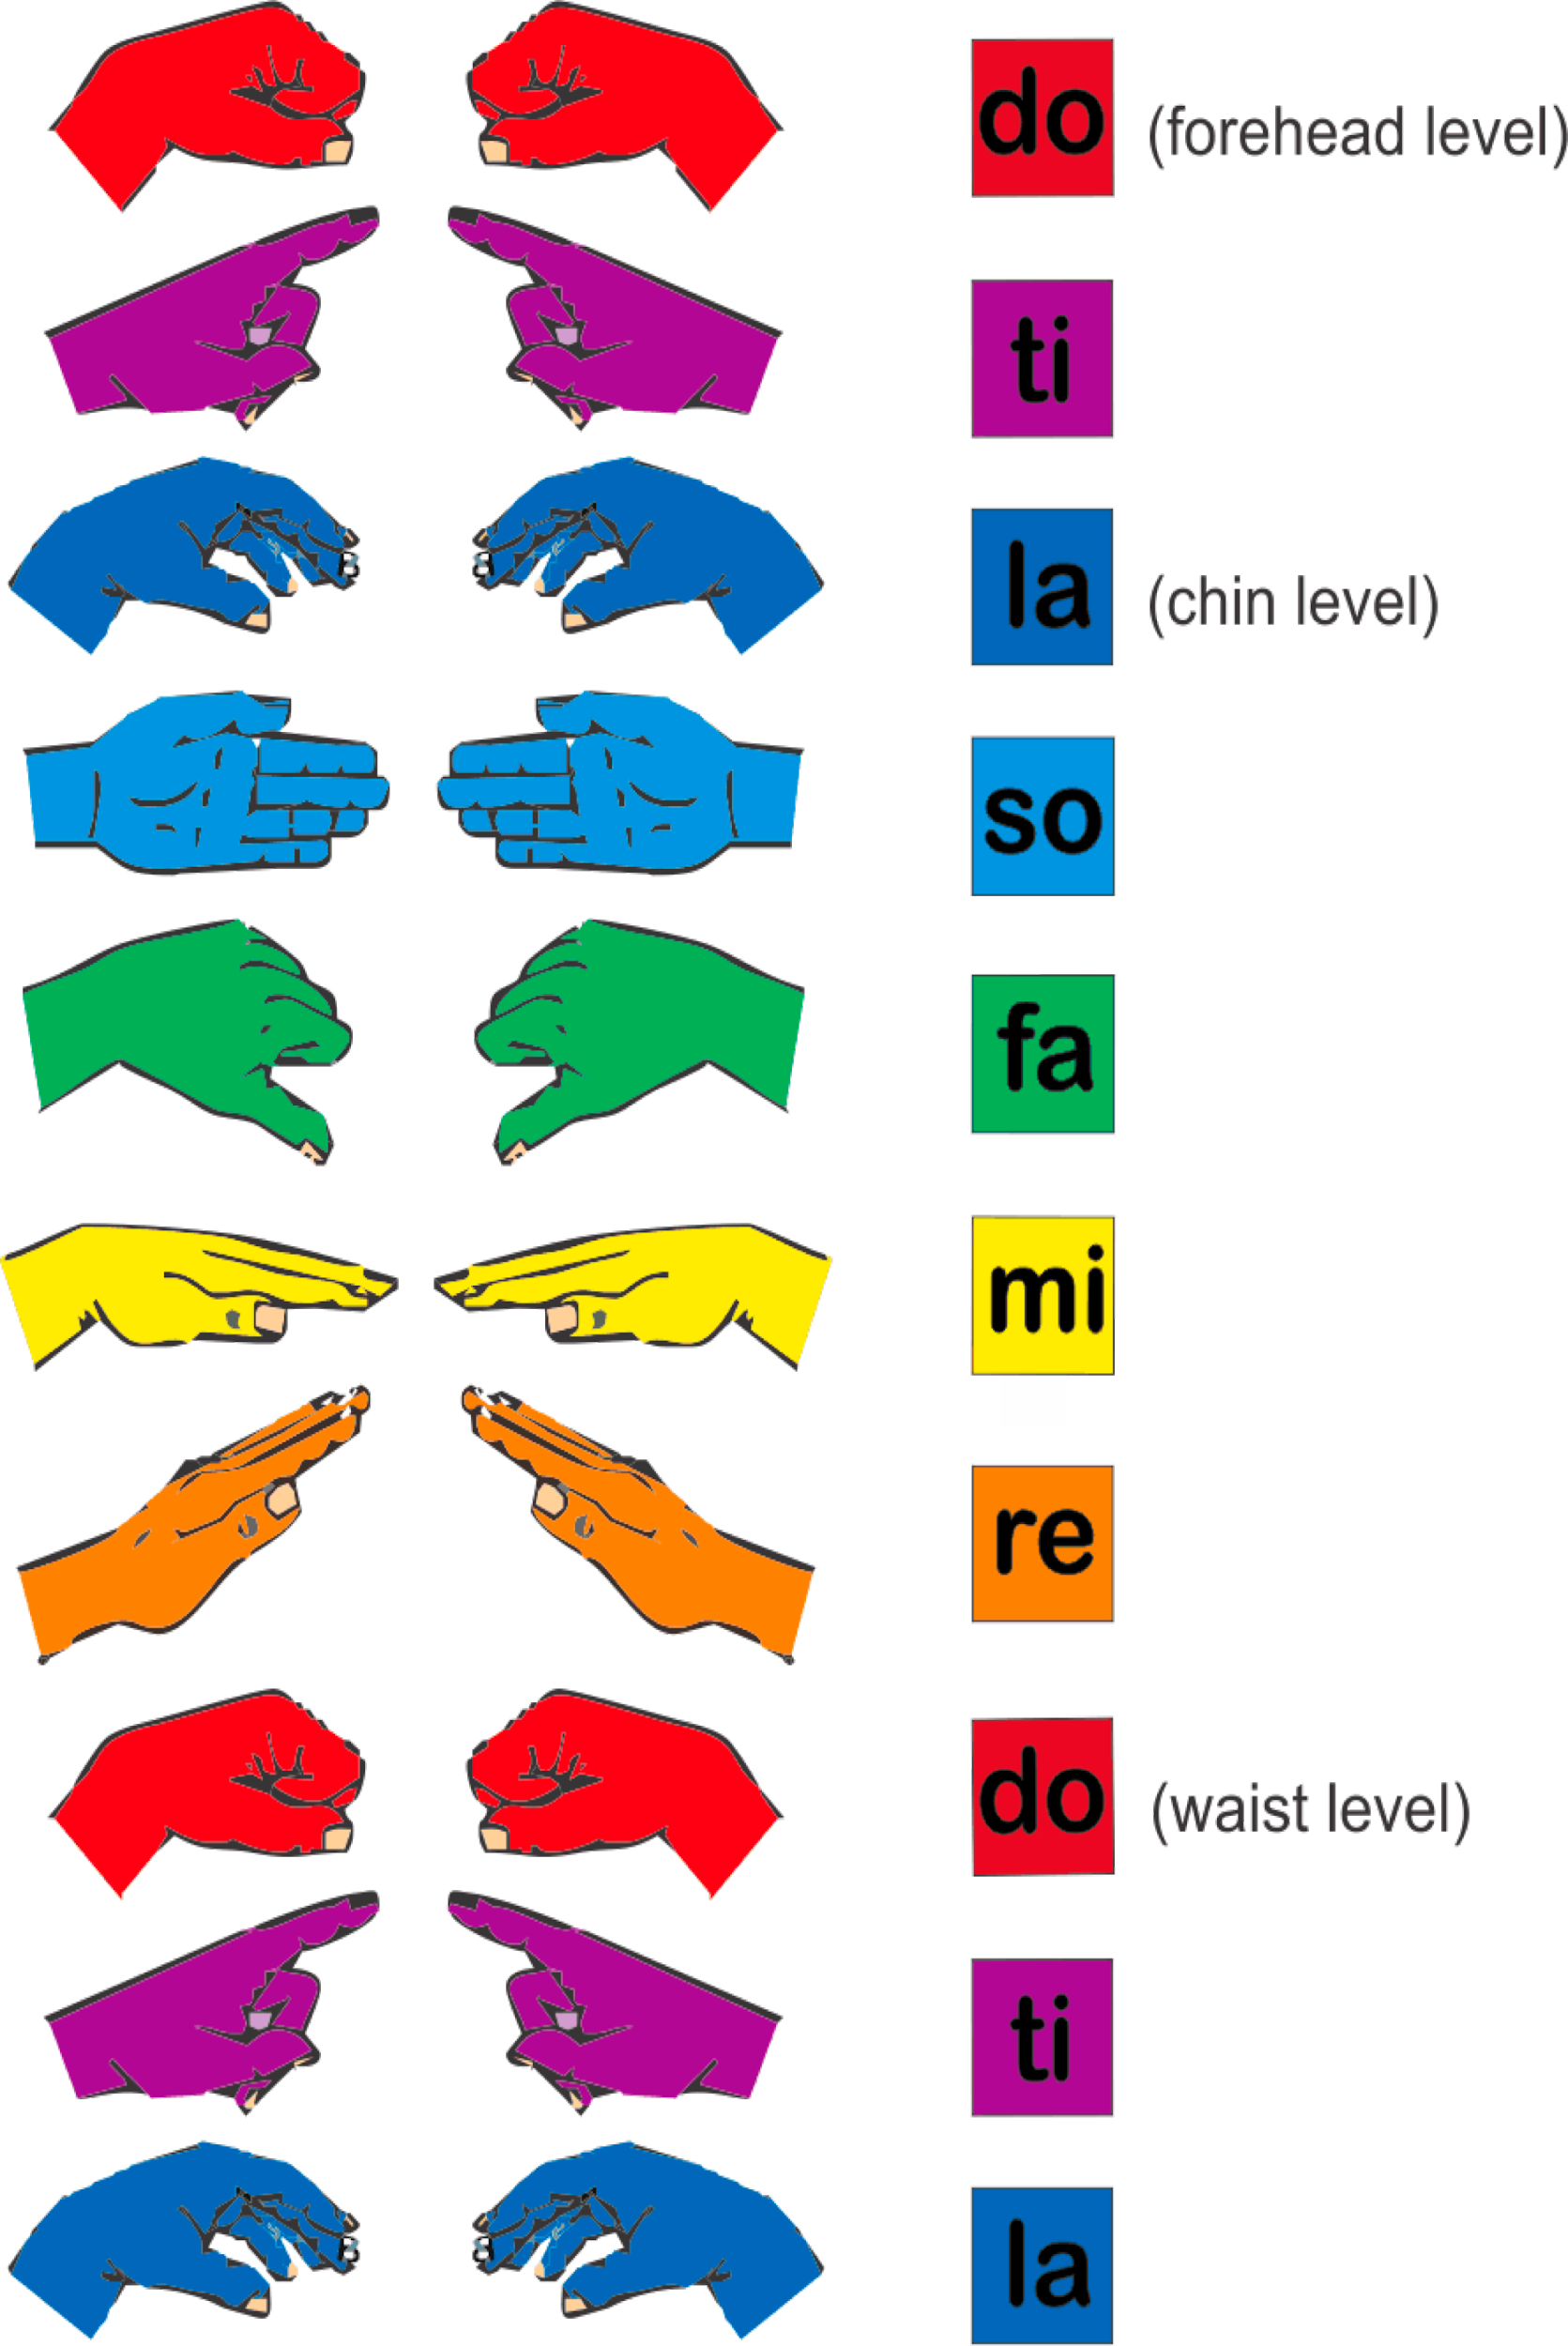 do (forehead level)
ti
la (chin level)
so
fa
mi
re
do (waist level)
ti
la